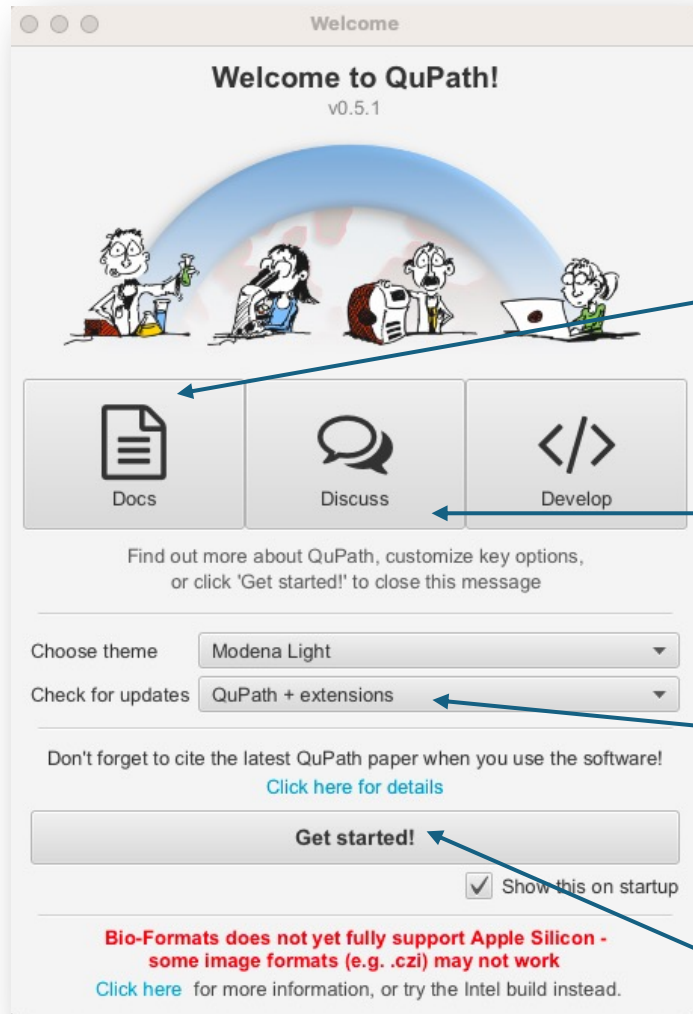 Welcome
Welcome to QuPath!
v0.5.1
Docs
Discuss
Develop
Find out more about QuPath, customize key options,
or click 'Get started!' to close this message
Choose theme
Modena Light
Check for updates
QuPath + extensions
Don't forget to cite the latest QuPath paper when you use the software!
Click here for details
Get started!
Show this on startup
Bio-Formats does not yet fully support Apple Silicon -
some image formats (e.g. .czi) may not work
Click here for more information, or try the Intel build instead.